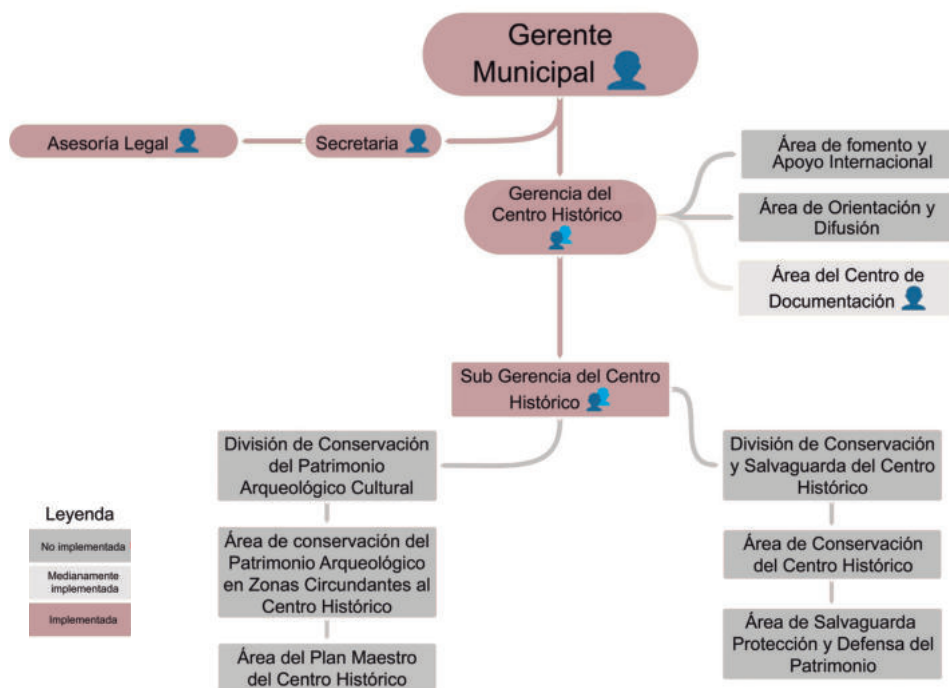 Gerente
Municipal
Asesoría Legal
Secretaria
Gerencia del
Centro Histórico
Área de fomento y
Apoyo Internacional
Área de Orientación y
Difusión
Área del Centro de
Documentación
Sub Gerencia del Centro
Histórico
División de Conservación
del Patrimonio
Arqueológico Cultural
Área de conservación del
Patrimonio Arqueológico
en Zonas Circundantes al
Centro Histórico
Área del Plan Maestro
del Centro Histórico
División de Conservación
y Salvaguarda del Centro
Histórico
Área de Conservación
del Centro Histórico
Área de Salvaguarda
Protección y Defensa del
Patrimonio
Leyenda
No implementada
Medianamente
implementada
Implementada